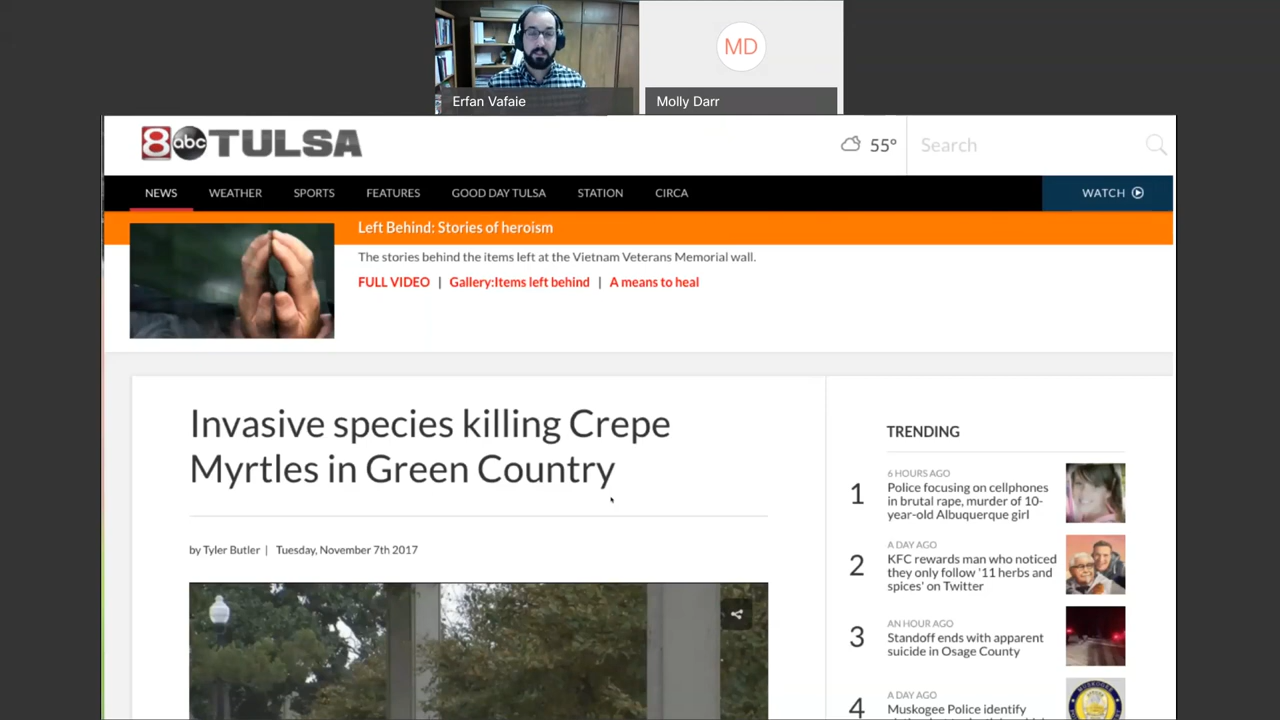 MD
Erfan Vafaie
Molly Darr
8 abc TULSA
55°
Search
NEWS
WEATHER
SPORTS
FEATURES
GOOD DAY TULSA
STATION
CIRCA
WATCH
Left Behind: Stories of heroism
The stories behind the items left at the Vietnam Veterans Memorial wall.
FULL VIDEO | Gallery:Items left behind | A means to heal
Invasive species killing Crepe
Myrtles in Green Country
by Tyler Butler | Tuesday, November 7th 2017
TRENDING
1
6 HOURS AGO
Police focusing on cellphones
in brutal rape, murder of 10-
year-old Albuquerque girl
2
A DAY AGO
KFC rewards man who noticed
they only follow '11 herbs and
spices' on Twitter
3
AN HOUR AGO
Standoff ends with apparent
suicide in Osage County
4
A DAY AGO
Muskogee Police identify